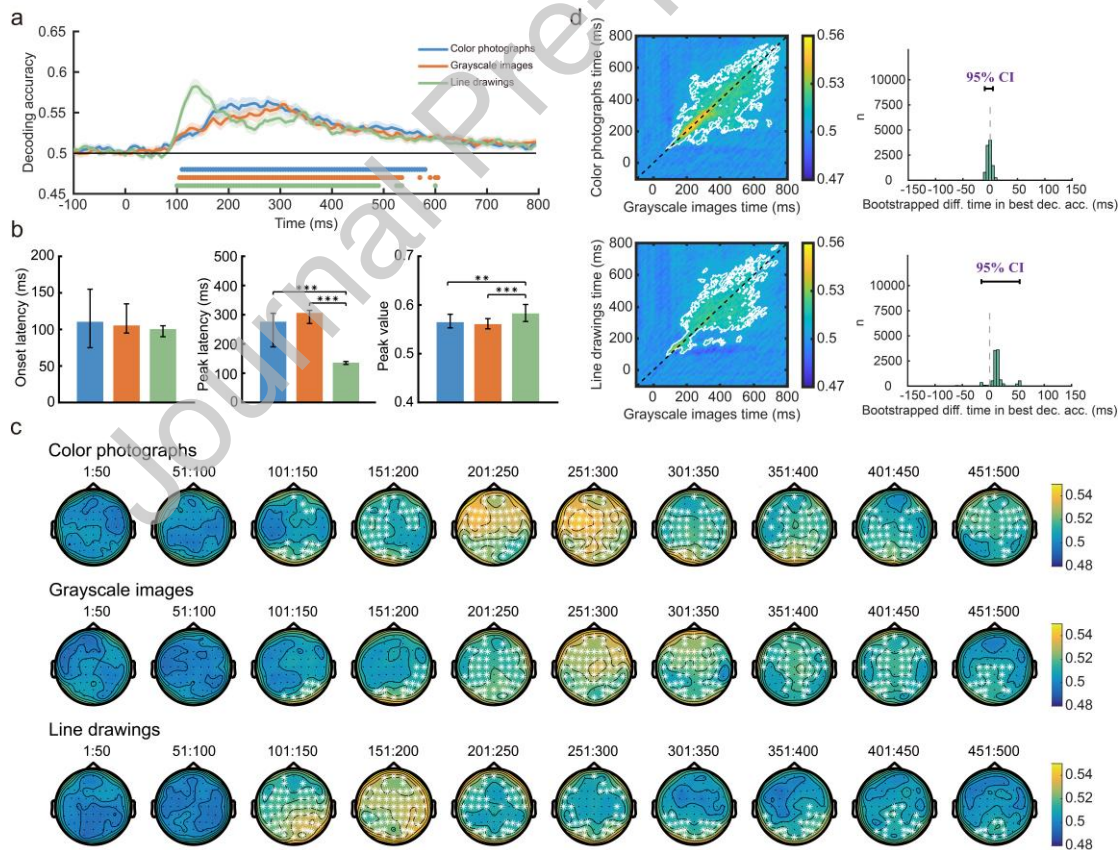 Journal Pre-
a
Decoding accuracy
0.65
0.6
0.55
0.5
0.45
Color photographs
Grayscale images
Line drawings
-100 0 100 200 300 400 500 600 700 800
Time (ms)
b
Onset latency (ms)
200
150
100
50
0
Peak latency (ms)
500
400
300
200
100
0
***
***
Peak value
0.7
0.6
0.5
0.4
**
***
d
Color photographs time (ms)
800
600
400
200
0
0 200 400 600 800
Grayscale images time (ms)
0.56
0.53
0.5
0.47
n
10000
7500
5000
2500
0
95% CI
-150 -100 -50 0 50 100 150
Bootstrapped diff. time in best dec. acc. (ms)
Line drawings time (ms)
800
600
400
200
0
0 200 400 600 800
Grayscale images time (ms)
0.56
0.53
0.5
0.47
n
10000
7500
5000
2500
0
95% CI
-150 -100 -50 0 50 100 150
Bootstrapped diff. time in best dec. acc. (ms)
c
Color photographs
1:50 51:100 101:150 151:200 201:250 251:300 301:350 351:400 401:450 451:500
0.54
0.52
0.5
0.48
Grayscale images
1:50 51:100 101:150 151:200 201:250 251:300 301:350 351:400 401:450 451:500
0.54
0.52
0.5
0.48
Line drawings
1:50 51:100 101:150 151:200 201:250 251:300 301:350 351:400 401:450 451:500
0.54
0.52
0.5
0.48